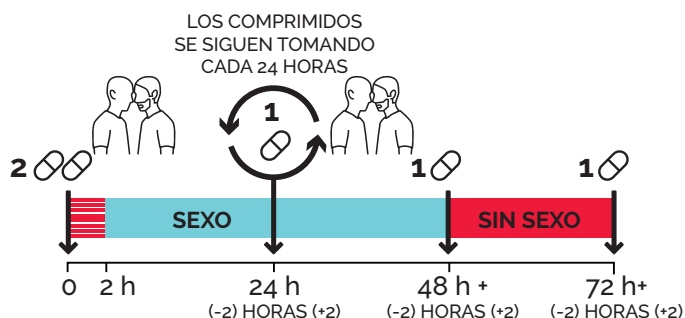 LOS COMPRIMIDOS
SE SIGUEN TOMANDO
CADA 24 HORAS
1
2
1
1
SEXO
SIN SEXO
0
2 h
24 h
48 h +
72 h+
(-2) HORAS (+2)
(-2) HORAS (+2)
(-2) HORAS (+2)